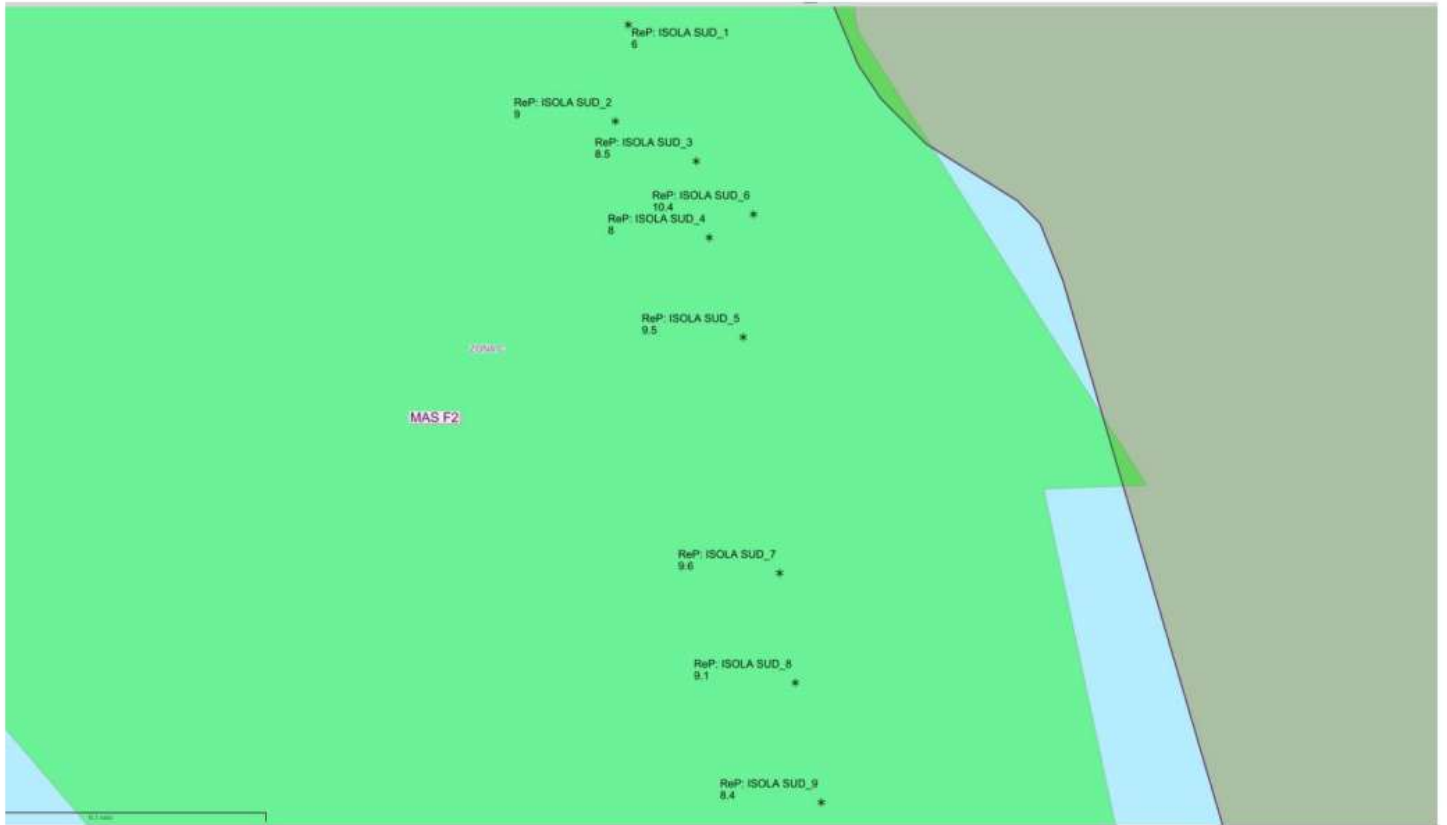 ReP: ISOLA SUD_1
6
ReP: ISOLA SUD_2
9
ReP: ISOLA SUD_3
8.5
ReP: ISOLA SUD_6
10.4
ReP: ISOLA SUD_4
8
ReP: ISOLA SUD_5
9.5
MAS F2
ReP: ISOLA SUD_7
9.6
ReP: ISOLA SUD_8
9.1
ReP: ISOLA SUD_9
8.4